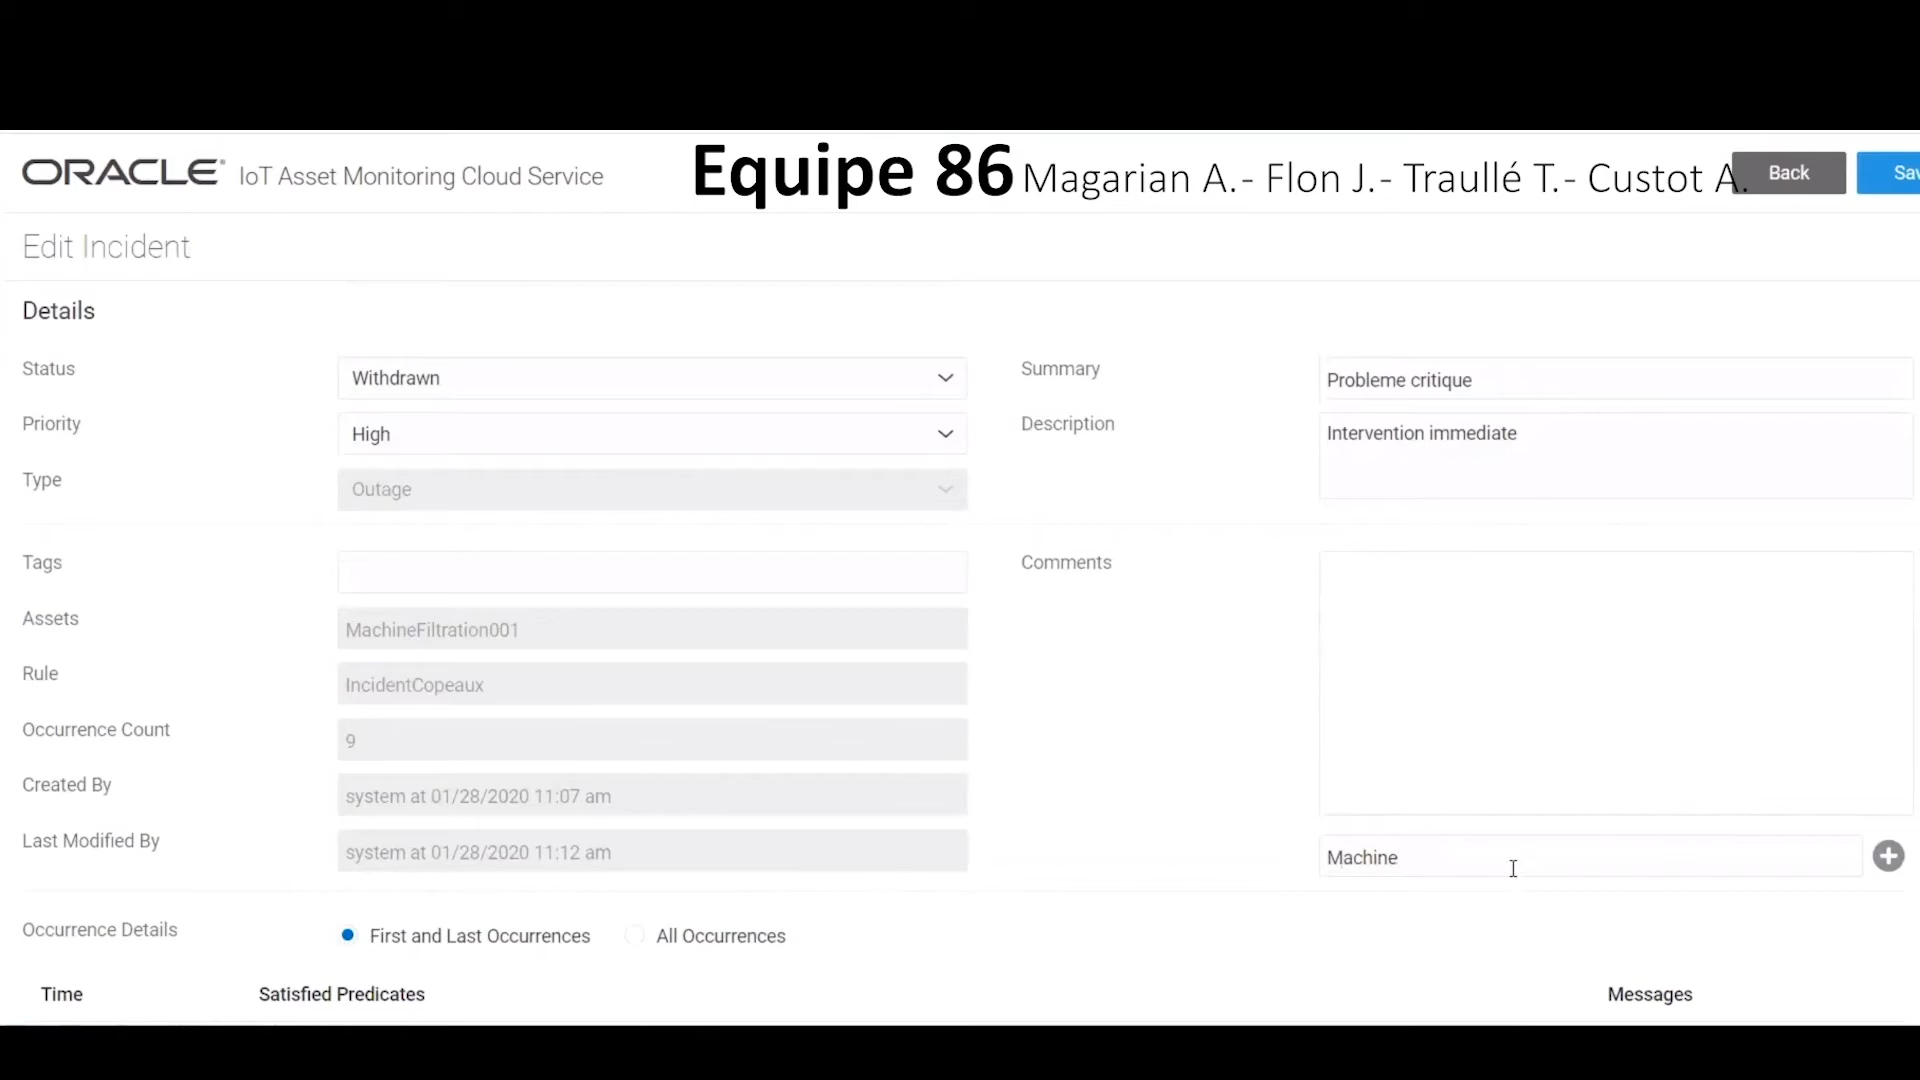 ORACLE IoT Asset Monitoring Cloud Service
Equipe 86 Magarian A.- Flon J.- Traullé T.- Custot A.
Back
Sav
Edit Incident
Details
Status
Withdrawn
Summary
Probleme critique
Priority
High
Description
Intervention immediate
Type
Outage
Tags
Comments
Assets
MachineFiltration001
Rule
IncidentCopeaux
Occurrence Count
9
Created By
system at 01/28/2020 11:07 am
Last Modified By
system at 01/28/2020 11:12 am
Machine
Occurrence Details
First and Last Occurrences
All Occurrences
Time
Satisfied Predicates
Messages